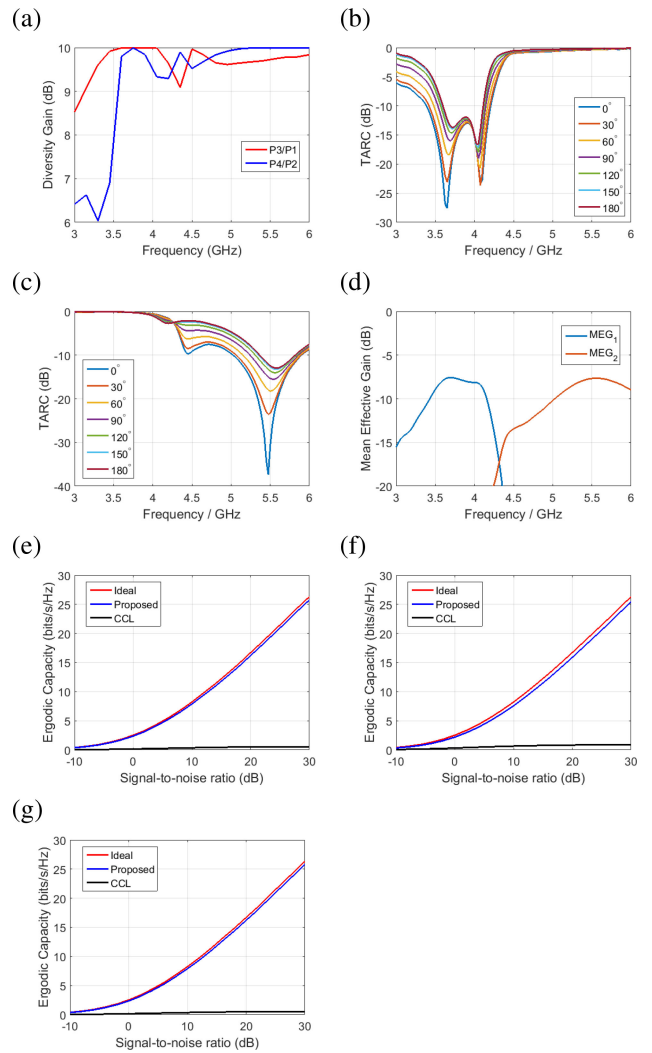 (a)
10
9
8
7
6
Diversity Gain (dB)
P3/P1
P4/P2
3 3.5 4 4.5 5 5.5 6
Frequency (GHz)
(b)
0
-5
-10
-15
-20
-25
-30
TARC (dB)
0°
30°
60°
90°
120°
150°
180°
3 3.5 4 4.5 5 5.5 6
Frequency / GHz
(c)
0
-10
-20
-30
-40
TARC (dB)
0°
30°
60°
90°
120°
150°
180°
3 3.5 4 4.5 5 5.5 6
Frequency / GHz
(d)
0
-5
-10
-15
-20
Mean Effective Gain (dB)
MEG1
MEG2
3 3.5 4 4.5 5 5.5 6
Frequency / GHz
(e)
30
25
20
15
10
5
0
Ergodic Capacity (bits/s/Hz)
Ideal
Proposed
CCL
-10 0 10 20 30
Signal-to-noise ratio (dB)
(f)
30
25
20
15
10
5
0
Ergodic Capacity (bits/s/Hz)
Ideal
Proposed
CCL
-10 0 10 20 30
Signal-to-noise ratio (dB)
(g)
30
25
20
15
10
5
0
Ergodic Capacity (bits/s/Hz)
Ideal
Proposed
CCL
-10 0 10 20 30
Signal-to-noise ratio (dB)